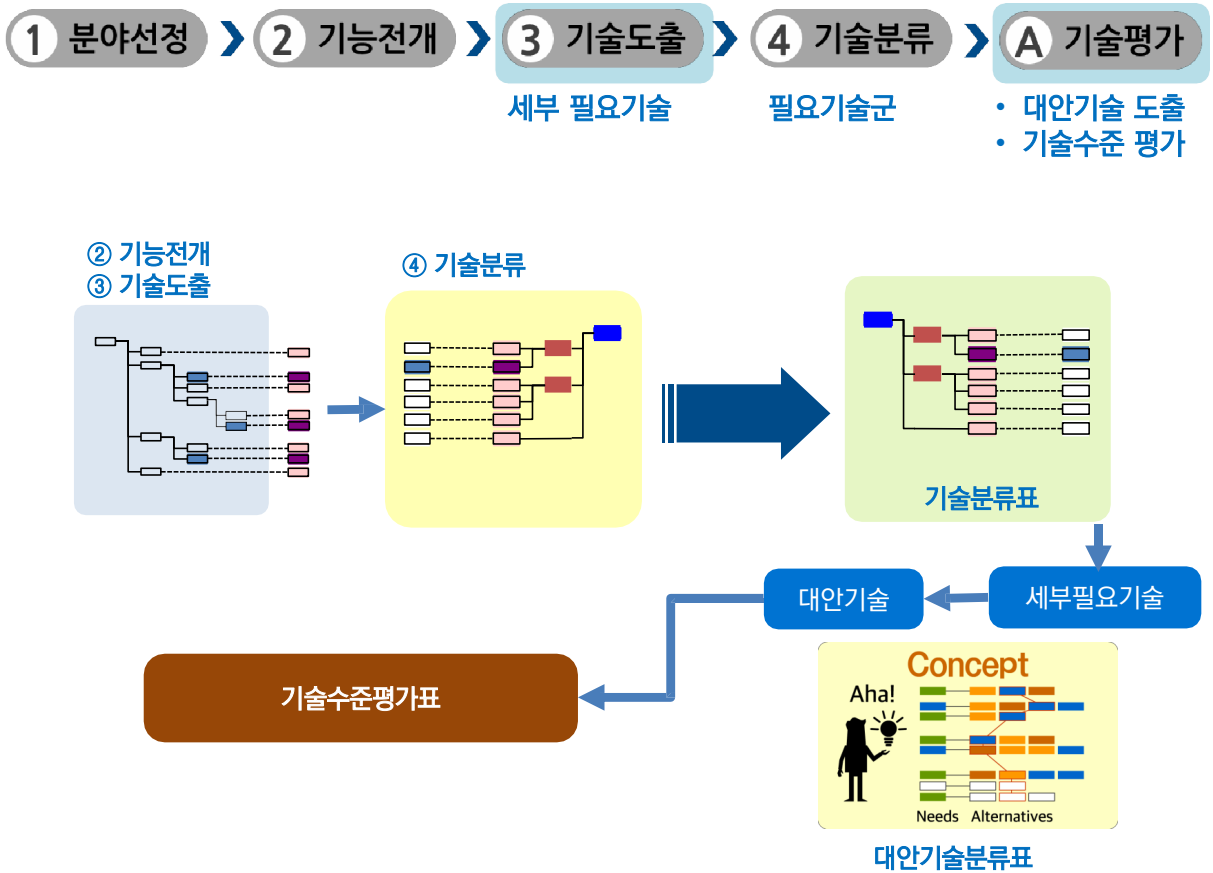 1 분야선정
2 기능전개
3 기술도출
4 기술분류
A 기술평가
세부 필요기술
필요기술군
• 대안기술 도출
• 기술수준 평가
② 기능전개
③ 기술도출
④ 기술분류
기술분류표
세부필요기술
대안기술
기술수준평가표
Concept
Aha!
Needs Alternatives
대안기술분류표